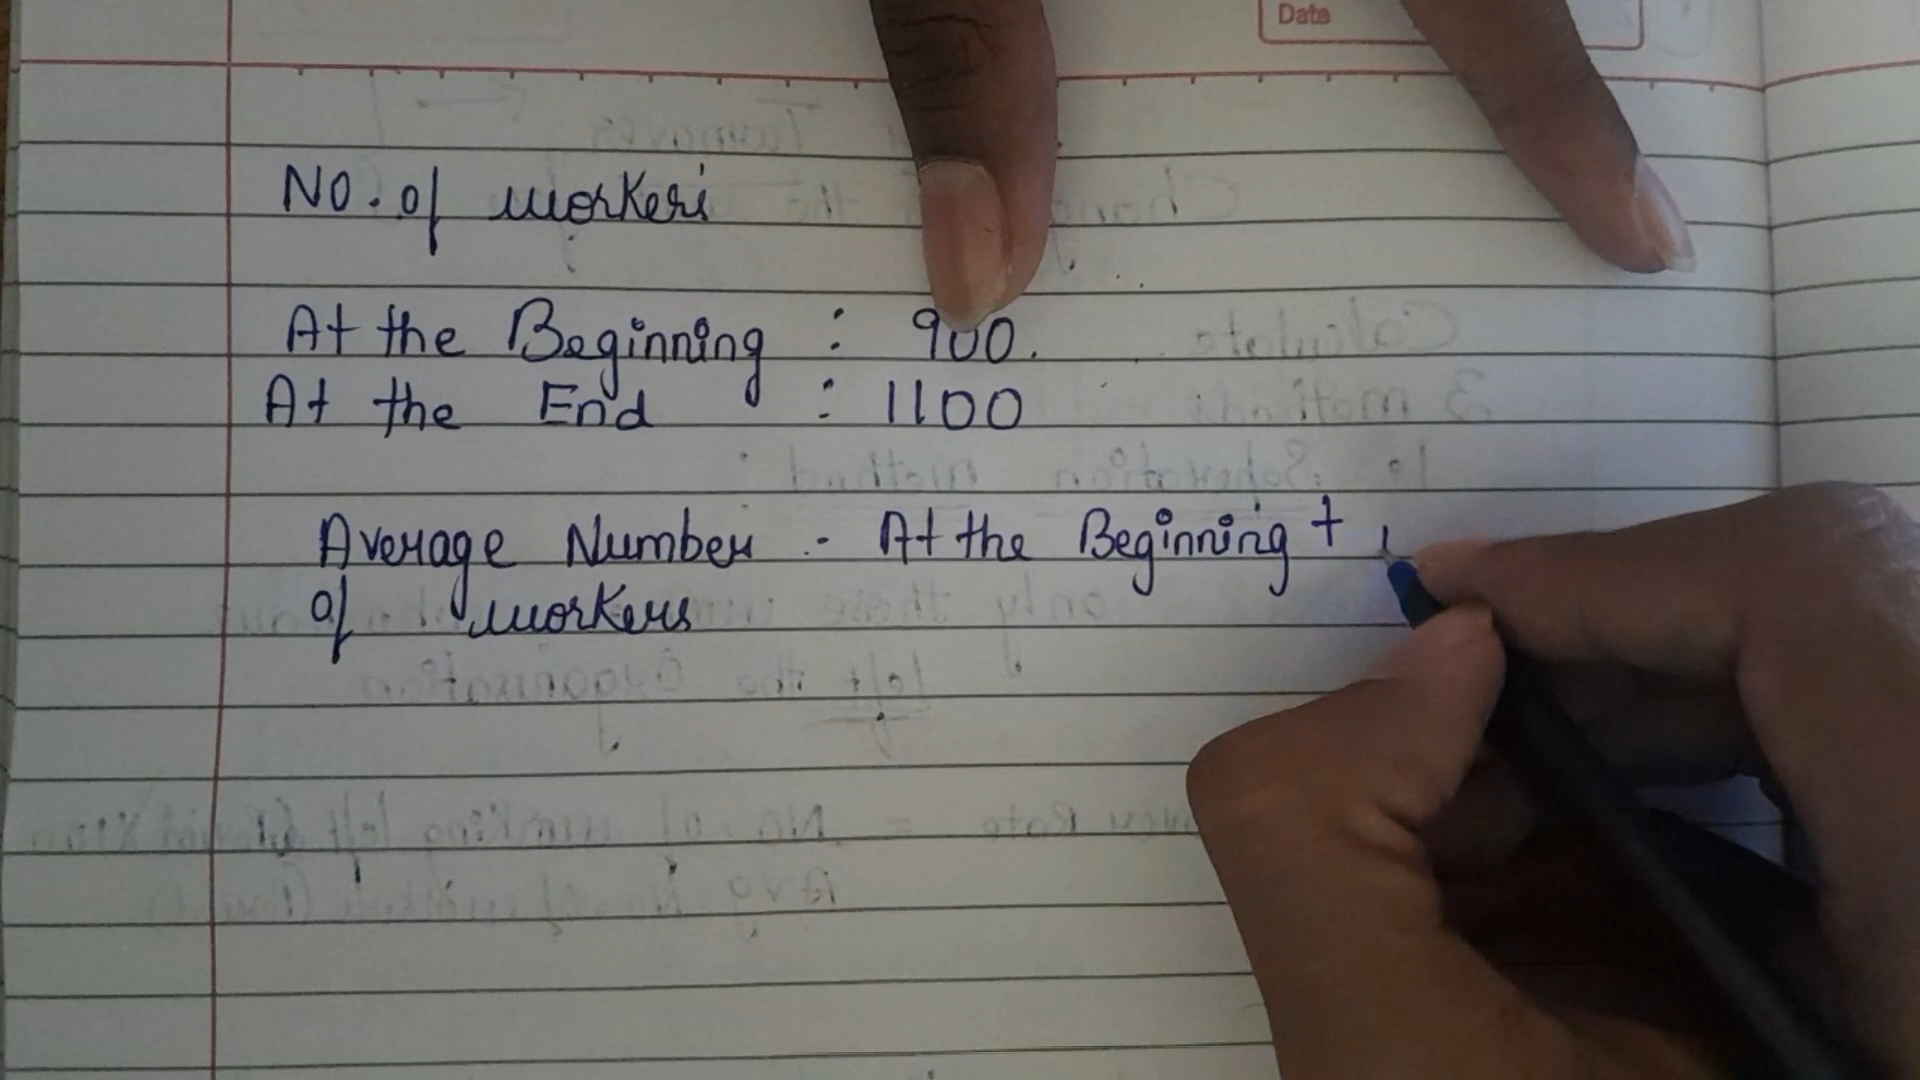 Date
No. of workers
At the Beginning : 900.
At the End : 1100
Average Number :- At the Beginning +
of workers